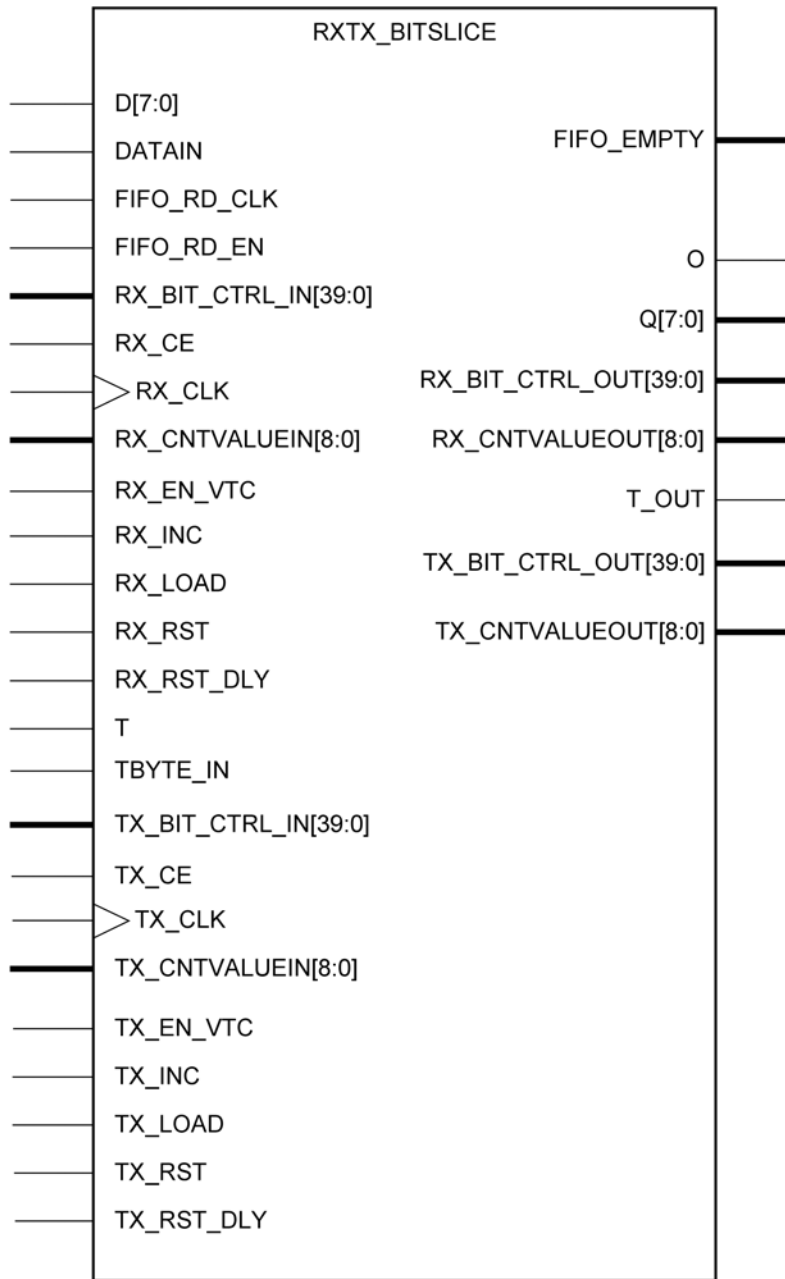 RXTX_BITSLICE
D[7:0]
DATAIN
FIFO_RD_CLK
FIFO_RD_EN
RX_BIT_CTRL_IN[39:0]
RX_CE
RX_CLK
RX_CNTVALUEIN[8:0]
RX_EN_VTC
RX_INC
RX_LOAD
RX_RST
RX_RST_DLY
T
TBYTE_IN
TX_BIT_CTRL_IN[39:0]
TX_CE
TX_CLK
TX_CNTVALUEIN[8:0]
TX_EN_VTC
TX_INC
TX_LOAD
TX_RST
TX_RST_DLY
FIFO_EMPTY
O
Q[7:0]
RX_BIT_CTRL_OUT[39:0]
RX_CNTVALUEOUT[8:0]
T_OUT
TX_BIT_CTRL_OUT[39:0]
TX_CNTVALUEOUT[8:0]